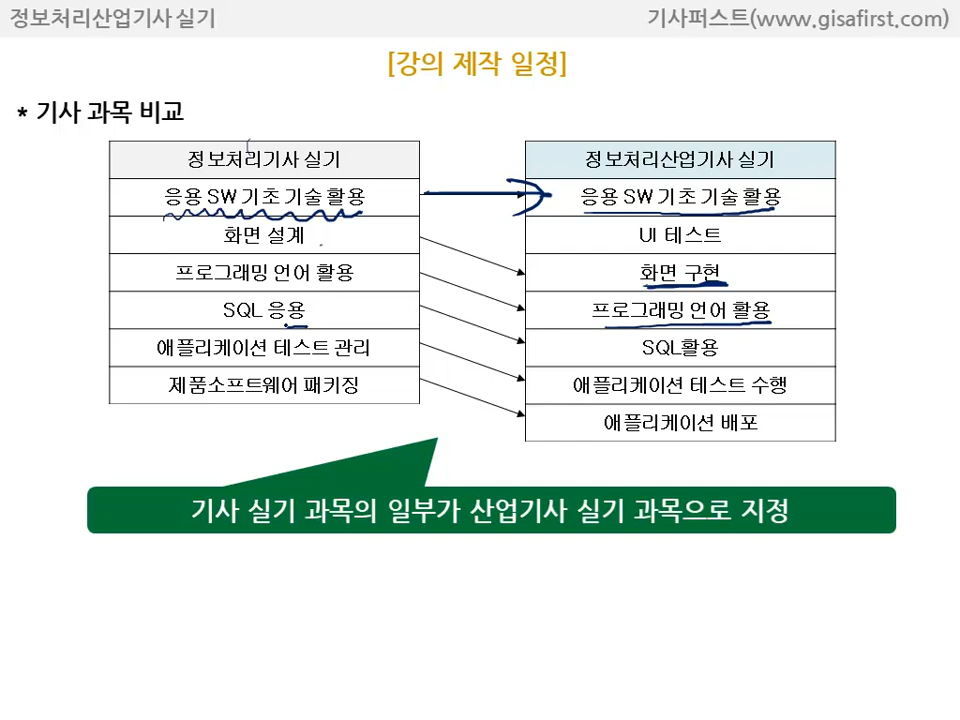 정보처리산업기사 실기
기사퍼스트(www.gisafirst.com)
[강의 제작 일정]
* 기사 과목 비교
정보처리기사 실기
응용 SW 기초 기술 활용
화면 설계
프로그래밍 언어 활용
SQL 응용
애플리케이션 테스트 관리
제품소프트웨어 패키징
정보처리산업기사 실기
응용 SW 기초 기술 활용
UI 테스트
화면 구현
프로그래밍 언어 활용
SQL활용
애플리케이션 테스트 수행
애플리케이션 배포
기사 실기 과목의 일부가 산업기사 실기 과목으로 지정